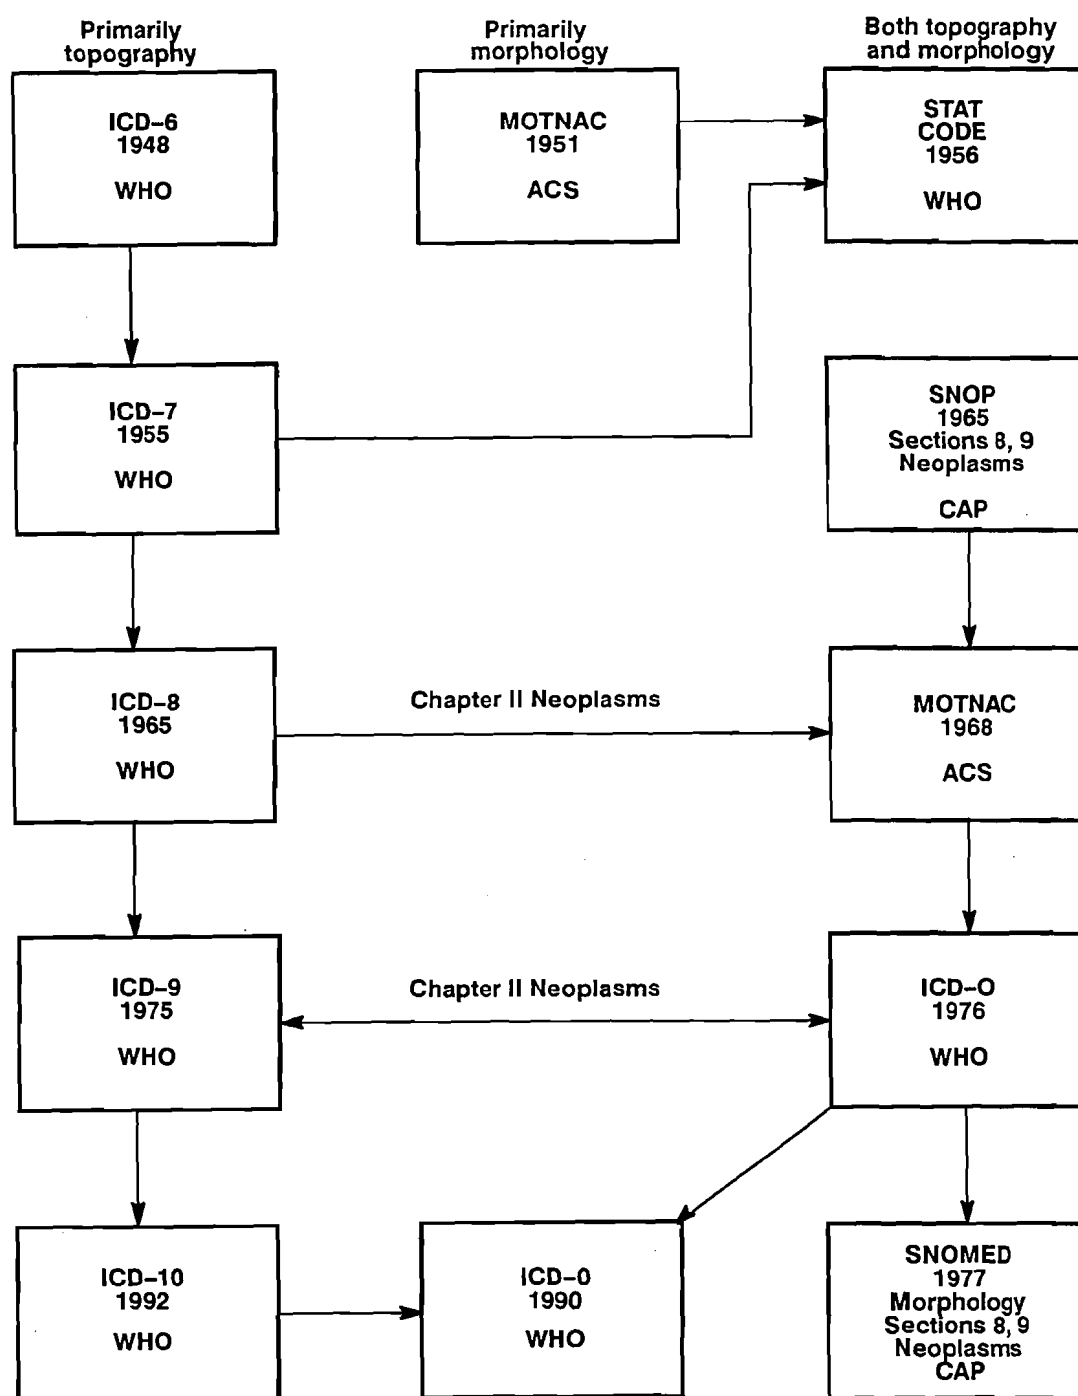 Primarily
topography
Primarily
morphology
Both topography
and morphology
ICD–6
1948
WHO
MOTNAC
1951
ACS
STAT
CODE
1956
WHO
ICD–7
1955
WHO
SNOP
1965
Sections 8, 9
Neoplasms
CAP
ICD–8
1965
WHO
Chapter II Neoplasms
MOTNAC
1968
ACS
ICD–9
1975
WHO
Chapter II Neoplasms
ICD–O
1976
WHO
ICD–10
1992
WHO
ICD–0
1990
WHO
SNOMED
1977
Morphology
Sections 8, 9
Neoplasms
CAP